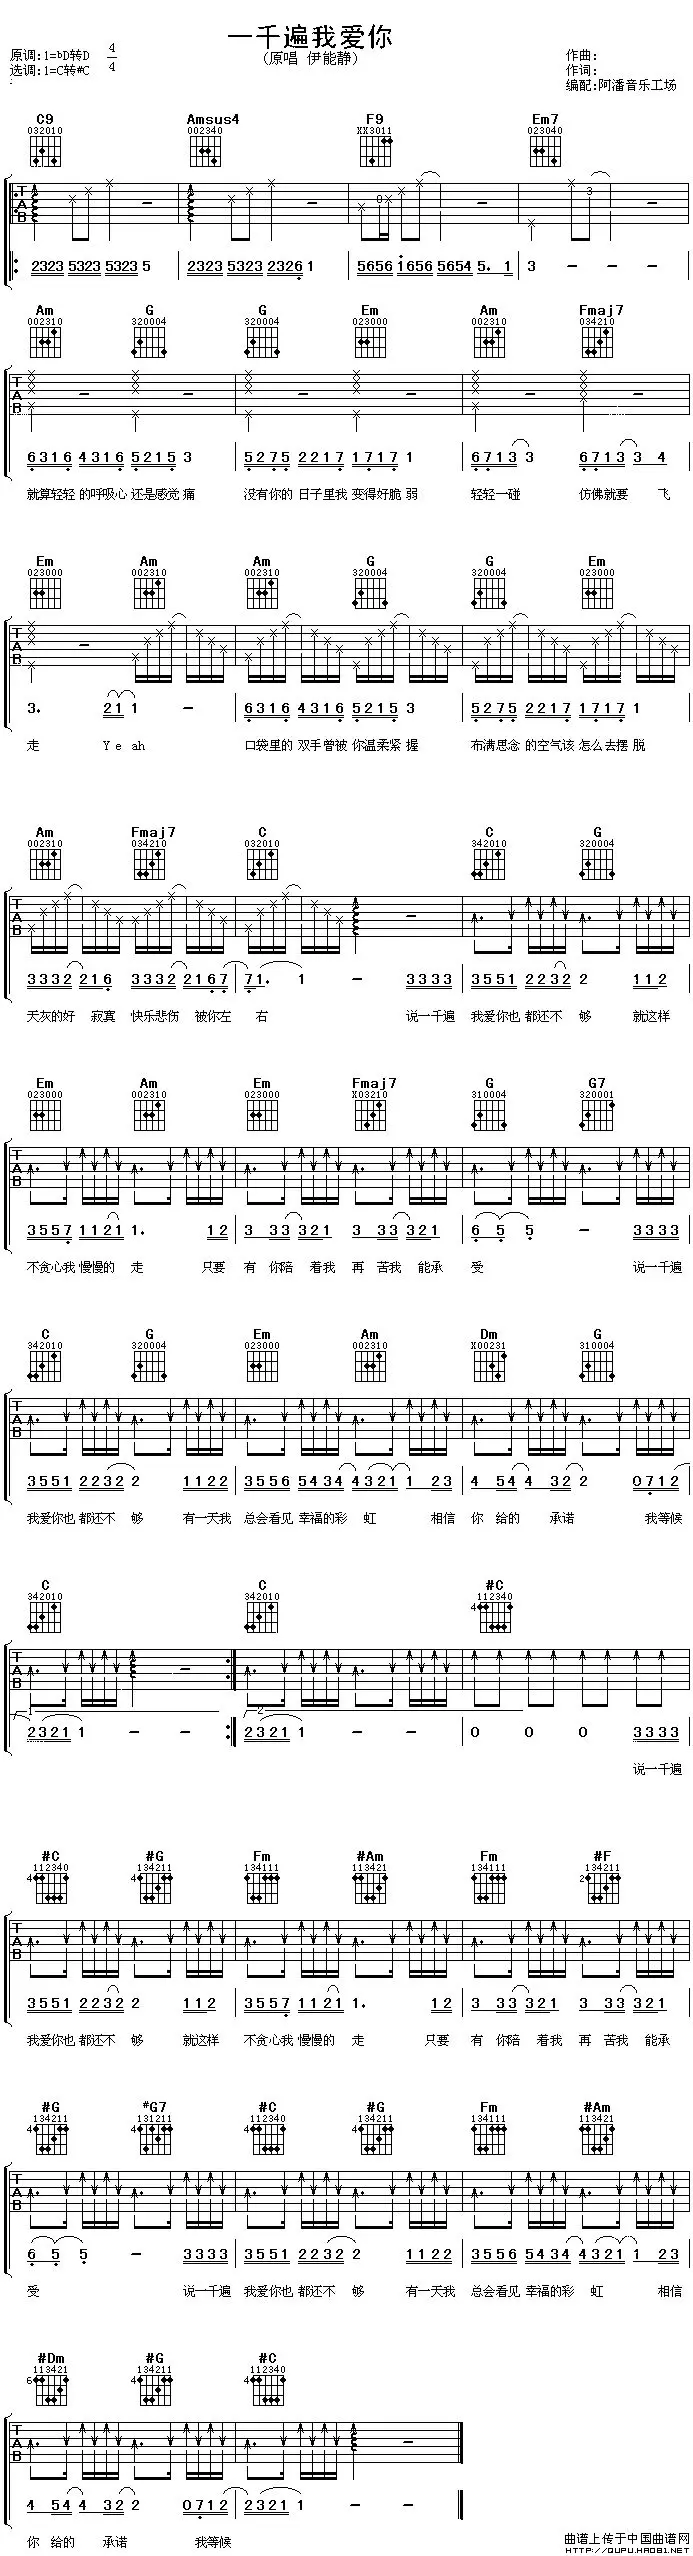 一千遍我爱你
(原唱 伊能静)
原调:1=bD转D 4/4
选调:1=C转#C
作曲:
作词:
编配:阿潘音乐工场
C9 Amsus4 F9 Em7
032010 002340 XX3011 023040
2323 5323 5323 5 2323 5323 2326 1 5656 1656 5654 5. 1 3 - - -
Am G G Em Am Fmaj7
002310 320004 320004 023000 002310 034210
6316 4316 5215 3 5275 2217 1717 1 6713 3 6713 3 4
就算轻轻 的呼吸心 还是感觉 痛 没有你的 日子里我 变得好脆 弱 轻轻一碰 仿佛就要 飞
Em Am Am G G Em
023000 002310 002310 320004 320004 023000
3. 21 1 - 6316 4316 5215 3 5275 2217 1717 1
走 Yeah 口袋里的 双手曾被 你温柔紧 握 布满思念 的空气该 怎么去摆 脱
Am Fmaj7 C C G
002310 034210 032010 342010 320004
3332 216 3332 2167 71. 1 - 3333 3551 2232 2 112
天灰的好 寂寞 快乐悲伤 被你左 右 说一千遍 我爱你也 都还不 够 就这样
Em Am Em Fmaj7 G G7
023000 002310 023000 X03210 310004 320001
3557 1121 1. 12 3 33 321 3 33 321 6 5 5 - 3333
不贪心我 慢慢的 走 只要 有 你陪 着我 再 苦我 能承 受 说一千遍
C G Em Am Dm G
342010 320004 023000 002310 X00231 310004
3551 2232 2 1122 3556 5434 4321 1 23 4 54 4 32 2 0712
我爱你也 都还不 够 有一天我 总会看见 幸福的彩 虹 相信 你 给的 承诺 我等候
C C #C
342010 342010 4 112340
1 2
2321 1 - - 2321 1 - - 0 0 0 3333
说一千遍
#C #G Fm #Am Fm #F
4 112340 4 134211 134111 113421 134111 2 134211
3551 2232 2 112 3557 1121 1. 12 3 33 321 3 33 321
我爱你也 都还不 够 就这样 不贪心我 慢慢的 走 只要 有 你陪 着我 再 苦我 能承
#G #G7 #C #G Fm #Am
4 134211 4 131211 4 112340 4 134211 134111 113421
6 5 5 - 3333 3551 2232 2 1122 3556 5434 4321 1 23
受 说一千遍 我爱你也 都还不 够 有一天我 总会看见 幸福的彩 虹 相信
#Dm #G #C
6 113421 4 134211 4 112340
4 54 4 32 2 0712 2321 1 - -
你 给的 承诺 我等候
曲谱上传于中国曲谱网
HTTP://QUPU.HAO81.NET